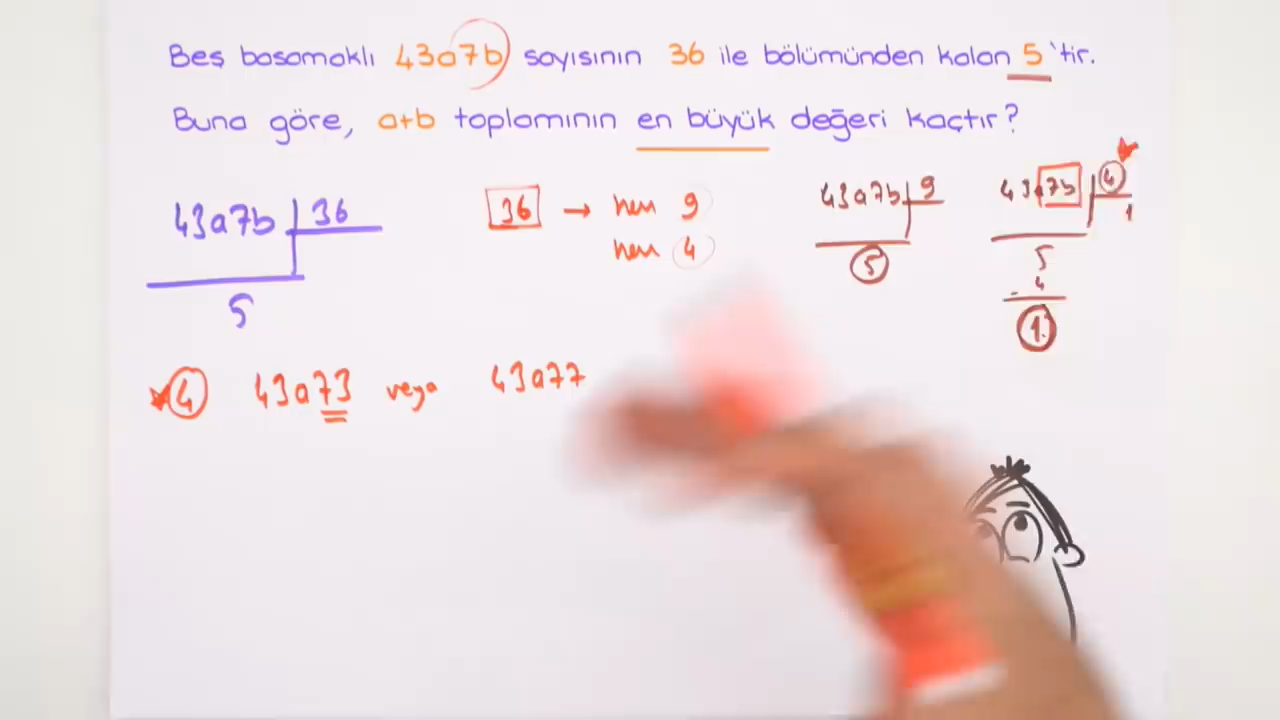 Beş basamaklı 43a7b sayısının 36 ile bölümünden kalan 5'tir.
Buna göre, a+b toplamının en büyük değeri kaçtır?
43a7b 36
5
36 → hem 9
hem 4
43a7b 9
5
43a7b 4
1
5
- 4
1
4 43a73 veya 43a77